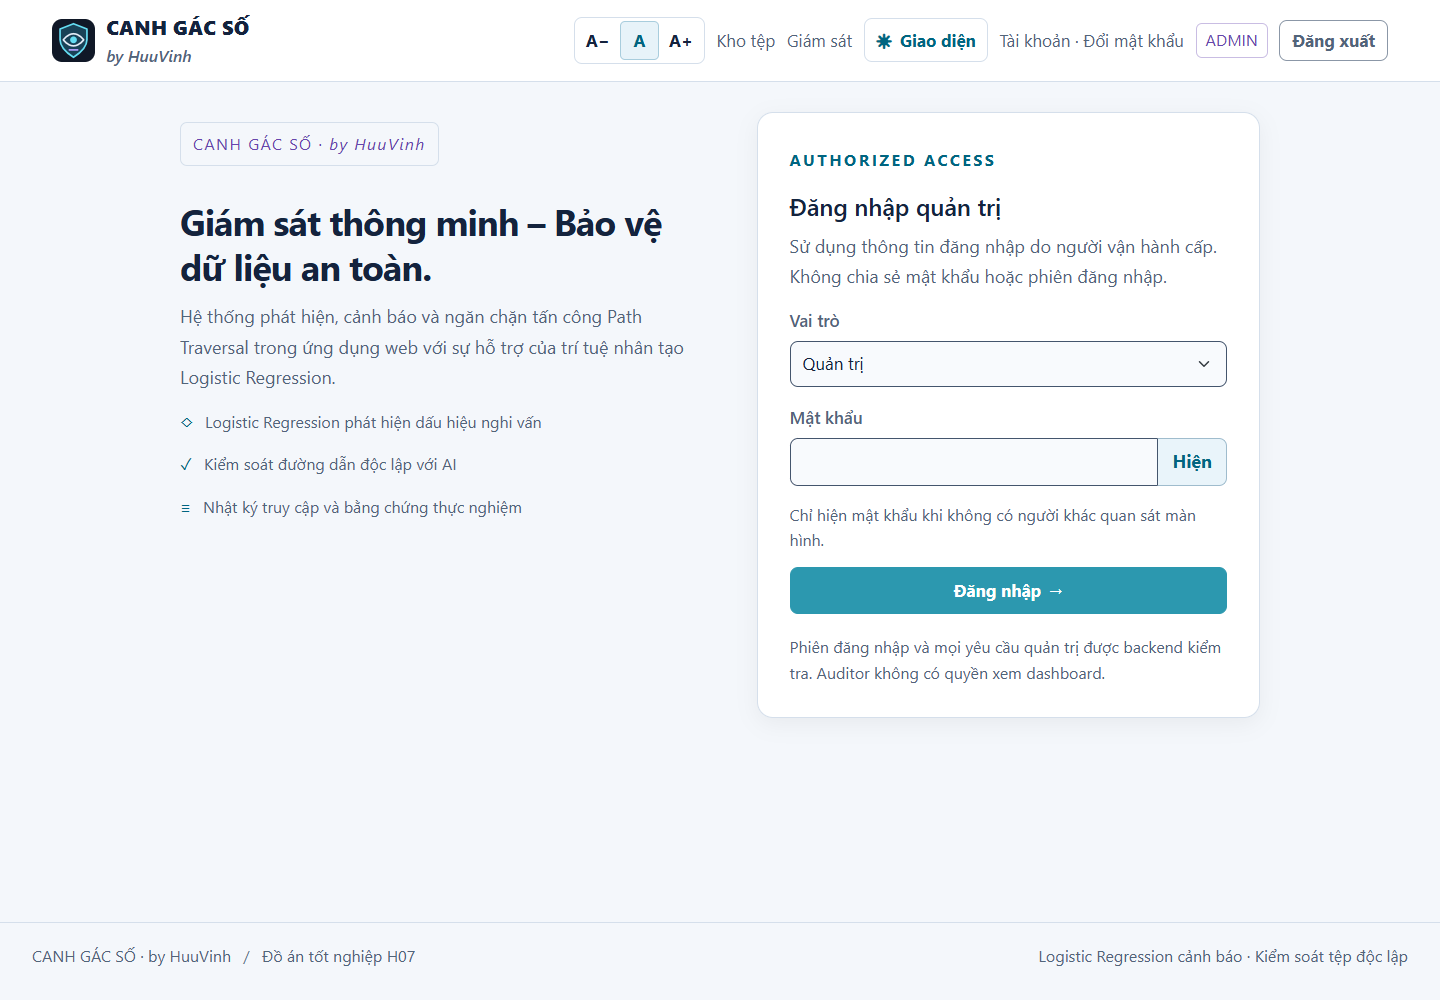 CANH GÁC SỐ
by HuuVinh
A− A A+ Kho tệp Giám sát Giao diện Tài khoản · Đổi mật khẩu ADMIN Đăng xuất
CANH GÁC SỐ · by HuuVinh
Giám sát thông minh – Bảo vệ
dữ liệu an toàn.
Hệ thống phát hiện, cảnh báo và ngăn chặn tấn công Path
Traversal trong ứng dụng web với sự hỗ trợ của trí tuệ nhân tạo
Logistic Regression.
◇ Logistic Regression phát hiện dấu hiệu nghi vấn
✓ Kiểm soát đường dẫn độc lập với AI
≡ Nhật ký truy cập và bằng chứng thực nghiệm
AUTHORIZED ACCESS
Đăng nhập quản trị
Sử dụng thông tin đăng nhập do người vận hành cấp.
Không chia sẻ mật khẩu hoặc phiên đăng nhập.
Vai trò
Quản trị
Mật khẩu
Hiện
Chỉ hiện mật khẩu khi không có người khác quan sát màn
hình.
Đăng nhập →
Phiên đăng nhập và mọi yêu cầu quản trị được backend kiểm
tra. Auditor không có quyền xem dashboard.
CANH GÁC SỐ · by HuuVinh / Đồ án tốt nghiệp H07
Logistic Regression cảnh báo · Kiểm soát tệp độc lập